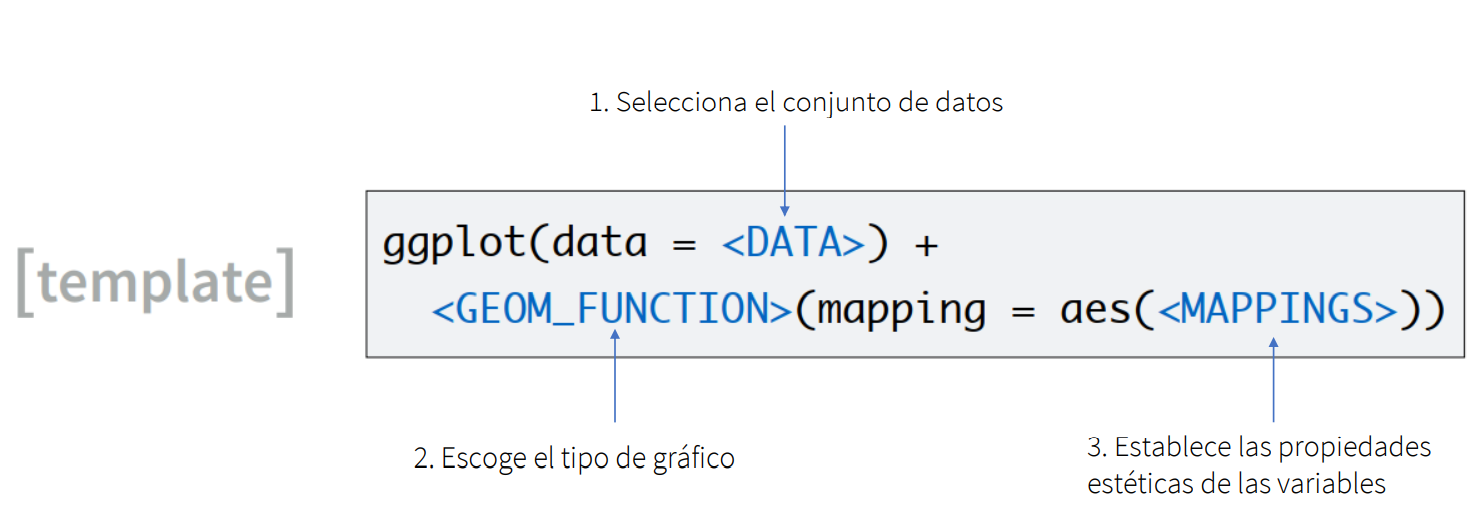 1. Selecciona el conjunto de datos
[template]
ggplot(data = <DATA>) +
<GEOM_FUNCTION>(mapping = aes(<MAPPINGS>))
2. Escoge el tipo de gráfico
3. Establece las propiedades
estéticas de las variables